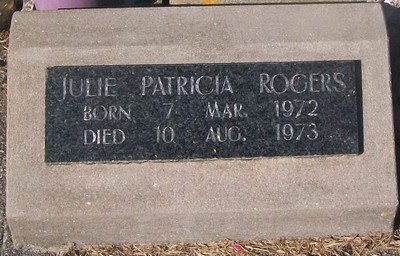 JULIE PATRICIA ROGERS
BORN 7 MAR. 1972
DIED 10 AUG. 1973